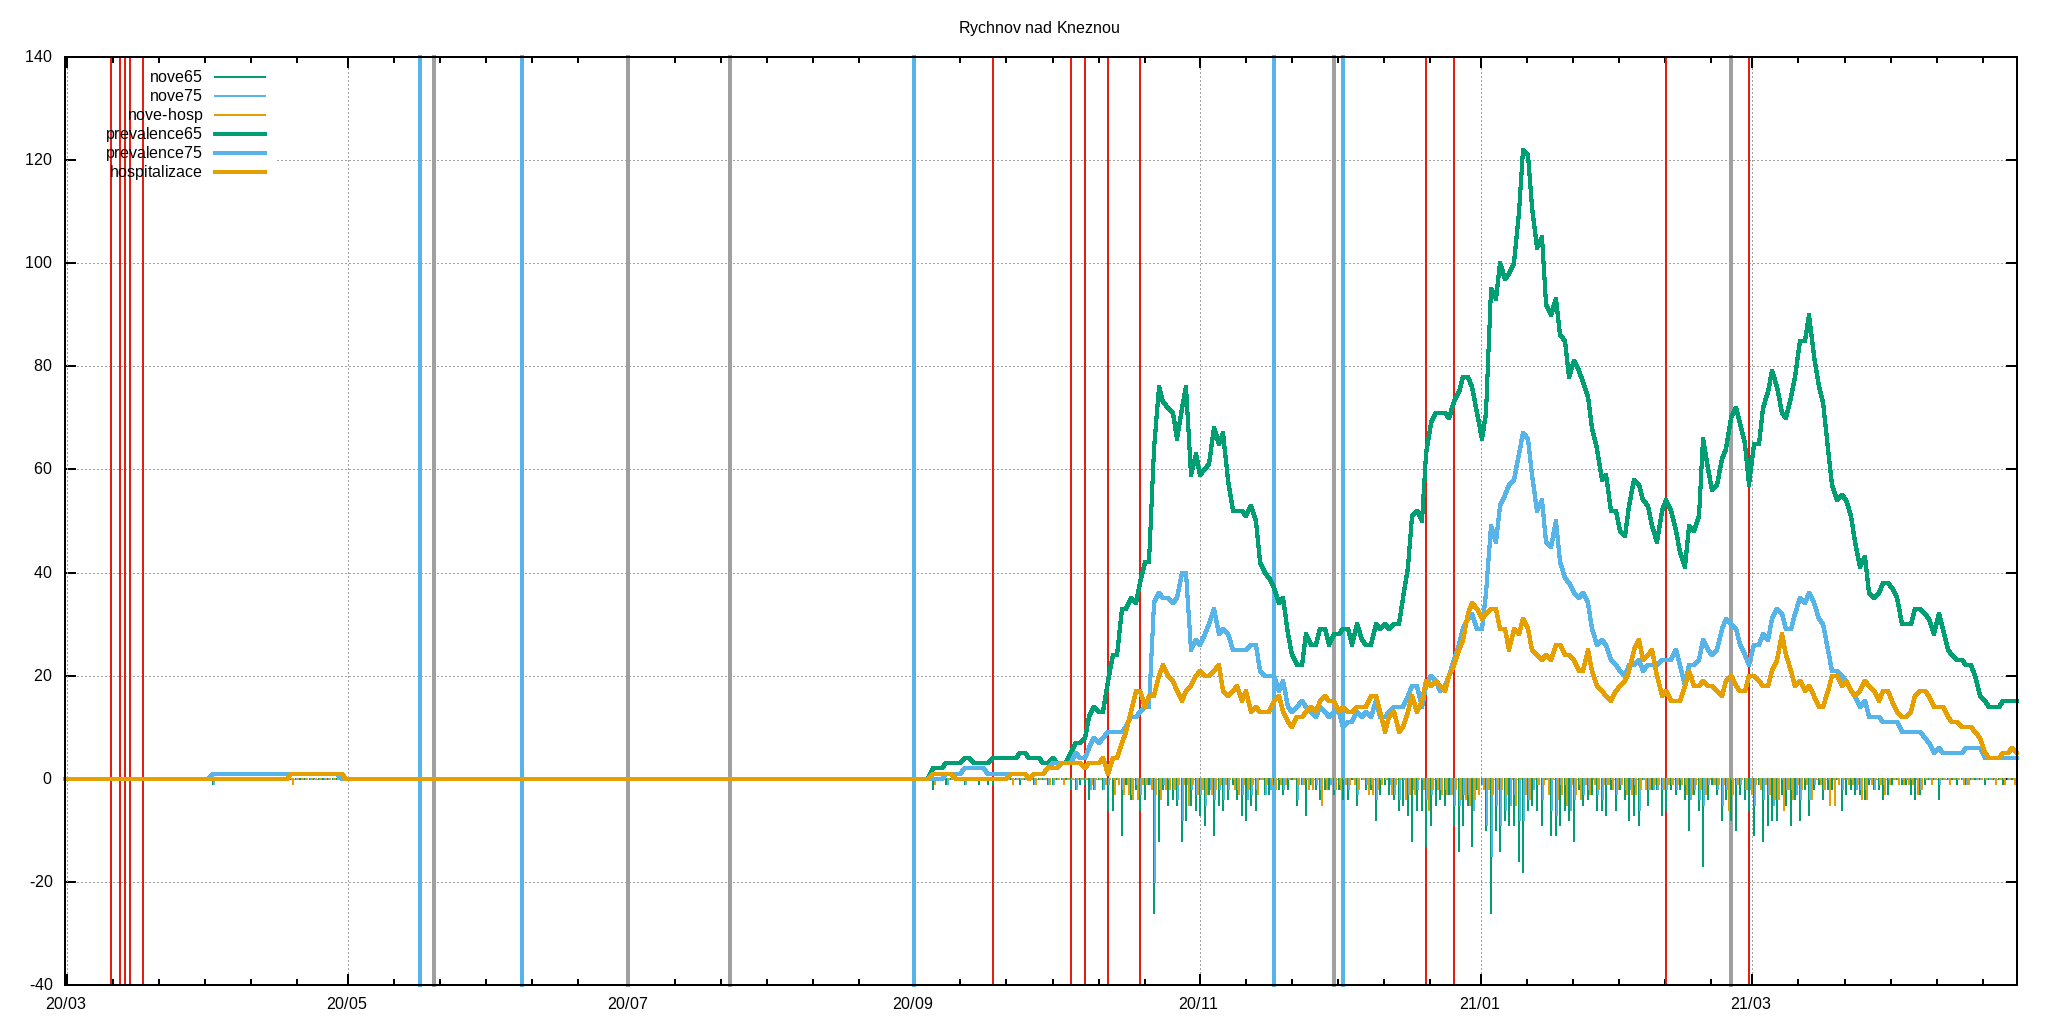 Rychnov nad Kneznou
140
120
100
80
60
40
20
0
-20
-40
nove65
nove75
nove-hosp
prevalence65
prevalence75
hospitalizace
20/03 20/05 20/07 20/09 20/11 21/01 21/03